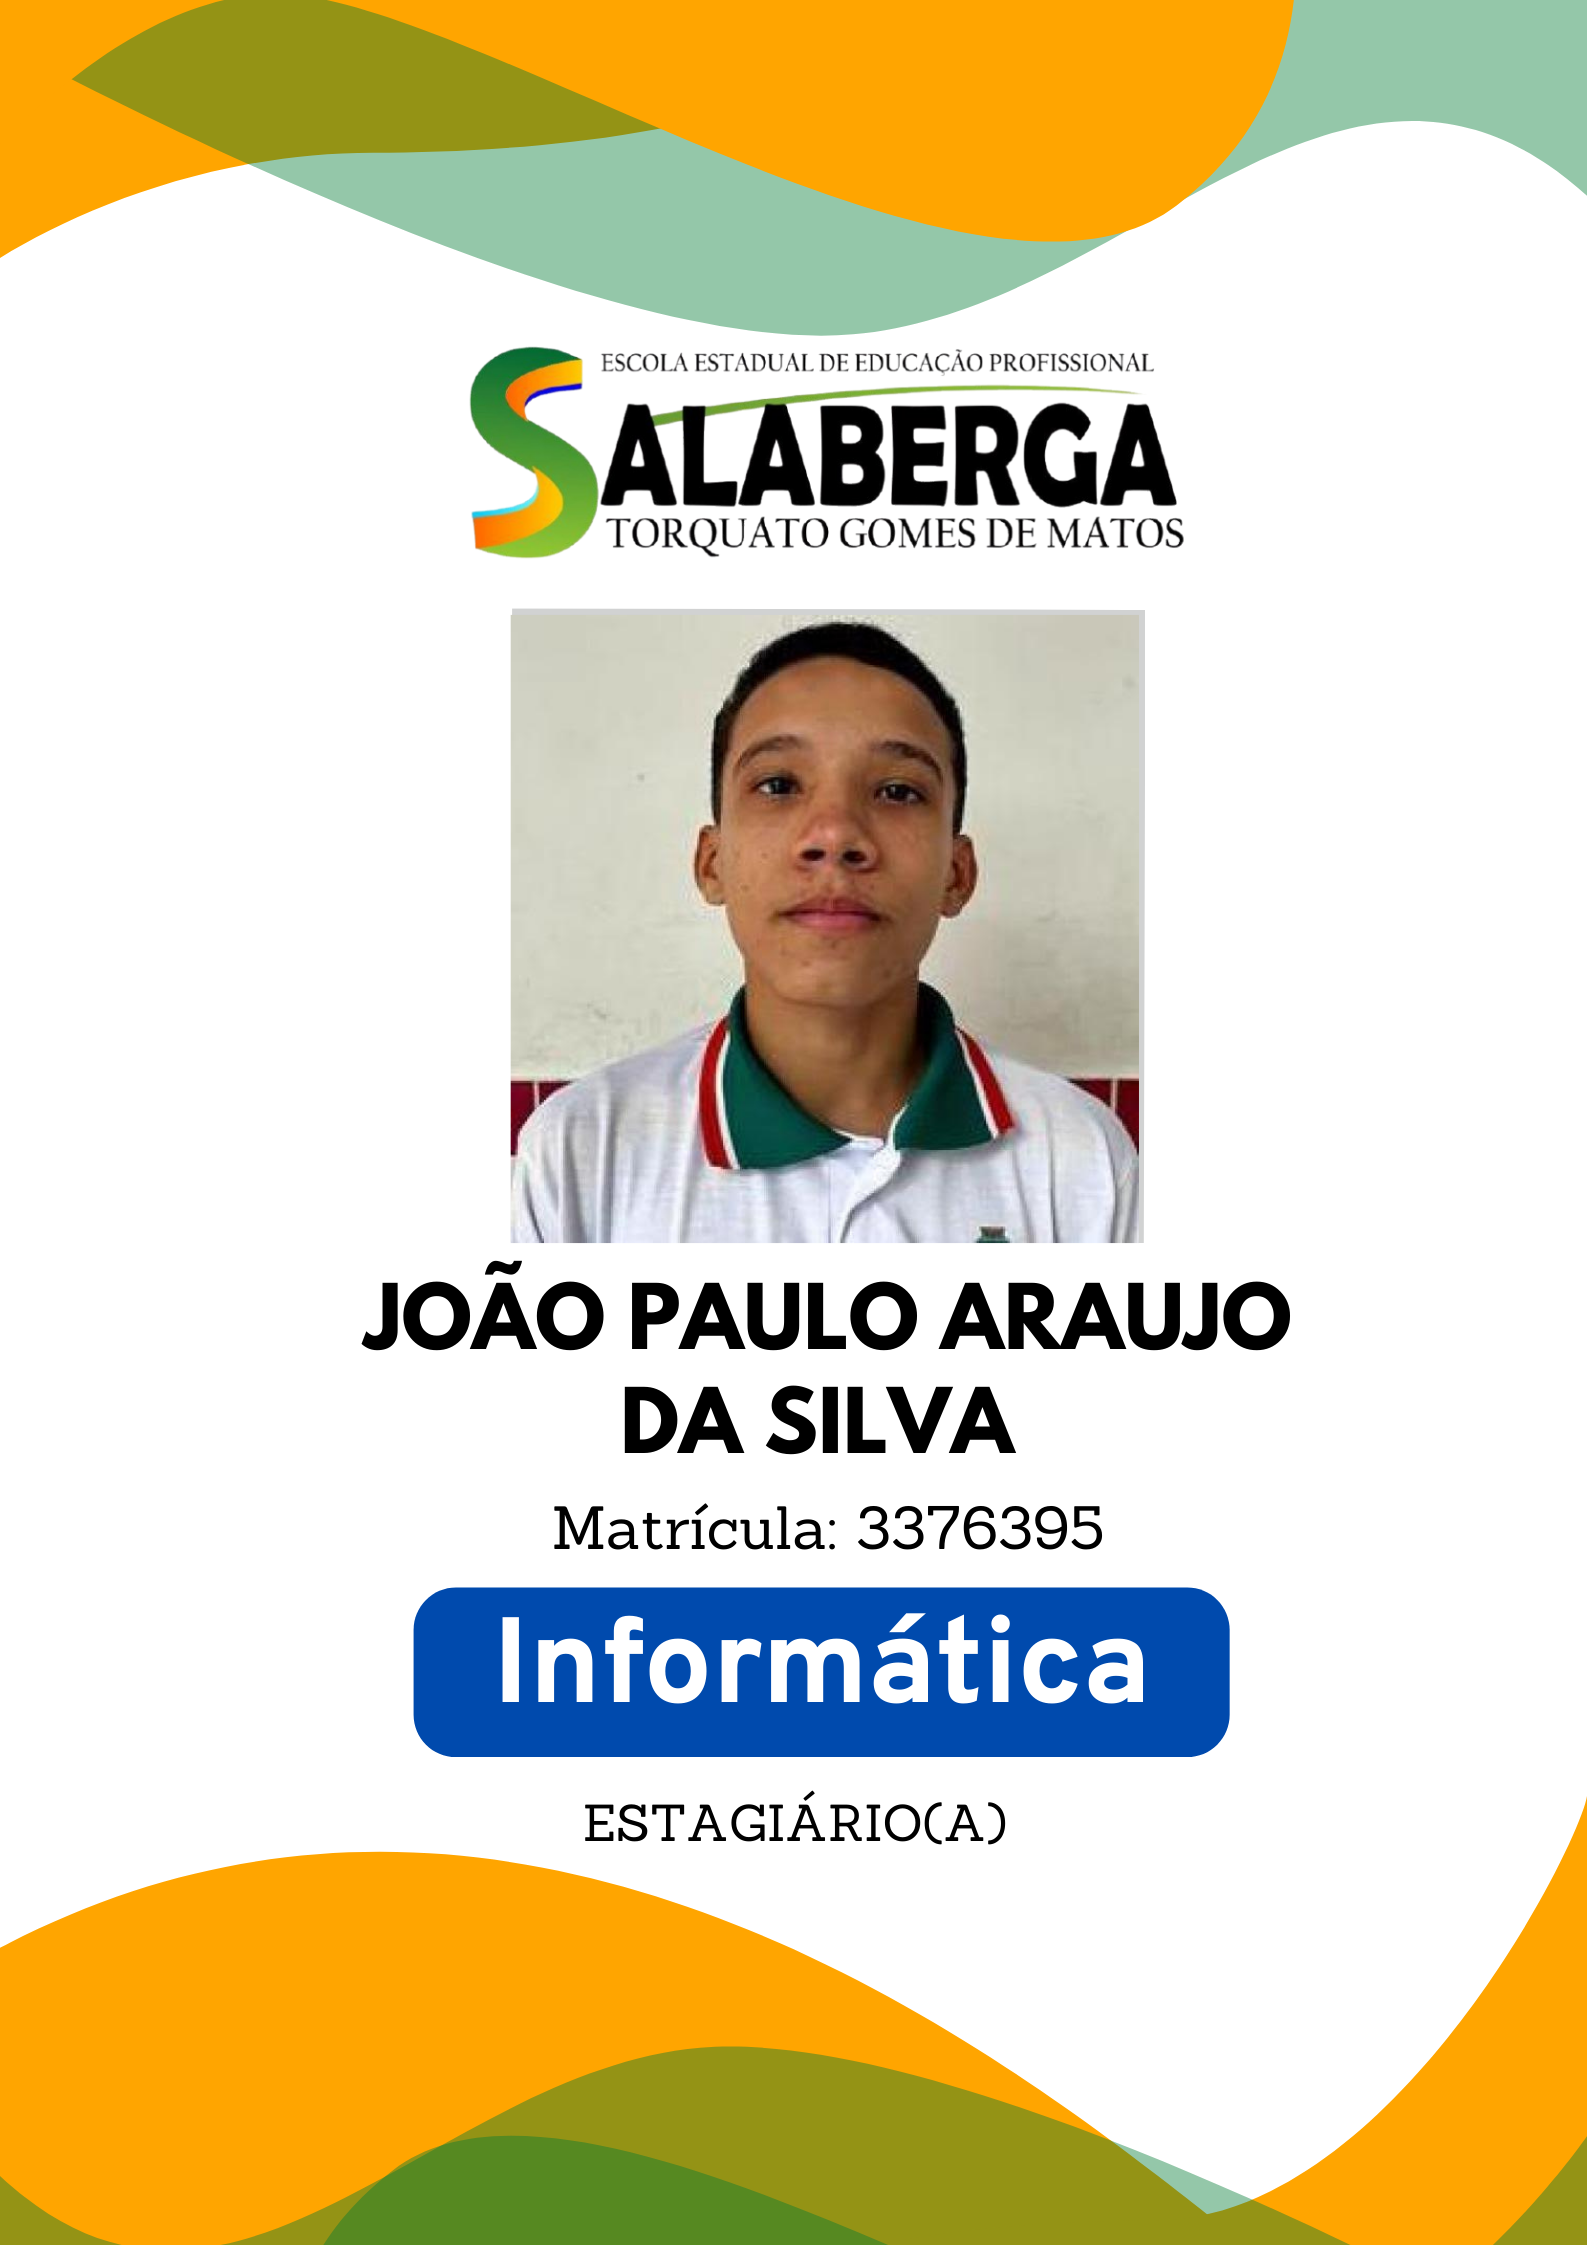 ESCOLA ESTADUAL DE EDUCAÇÃO PROFISSIONAL
SALABERGA
TORQUATO GOMES DE MATOS
JOÃO PAULO ARAUJO
DA SILVA
Matrícula: 3376395
Informática
ESTAGIÁRIO(A)